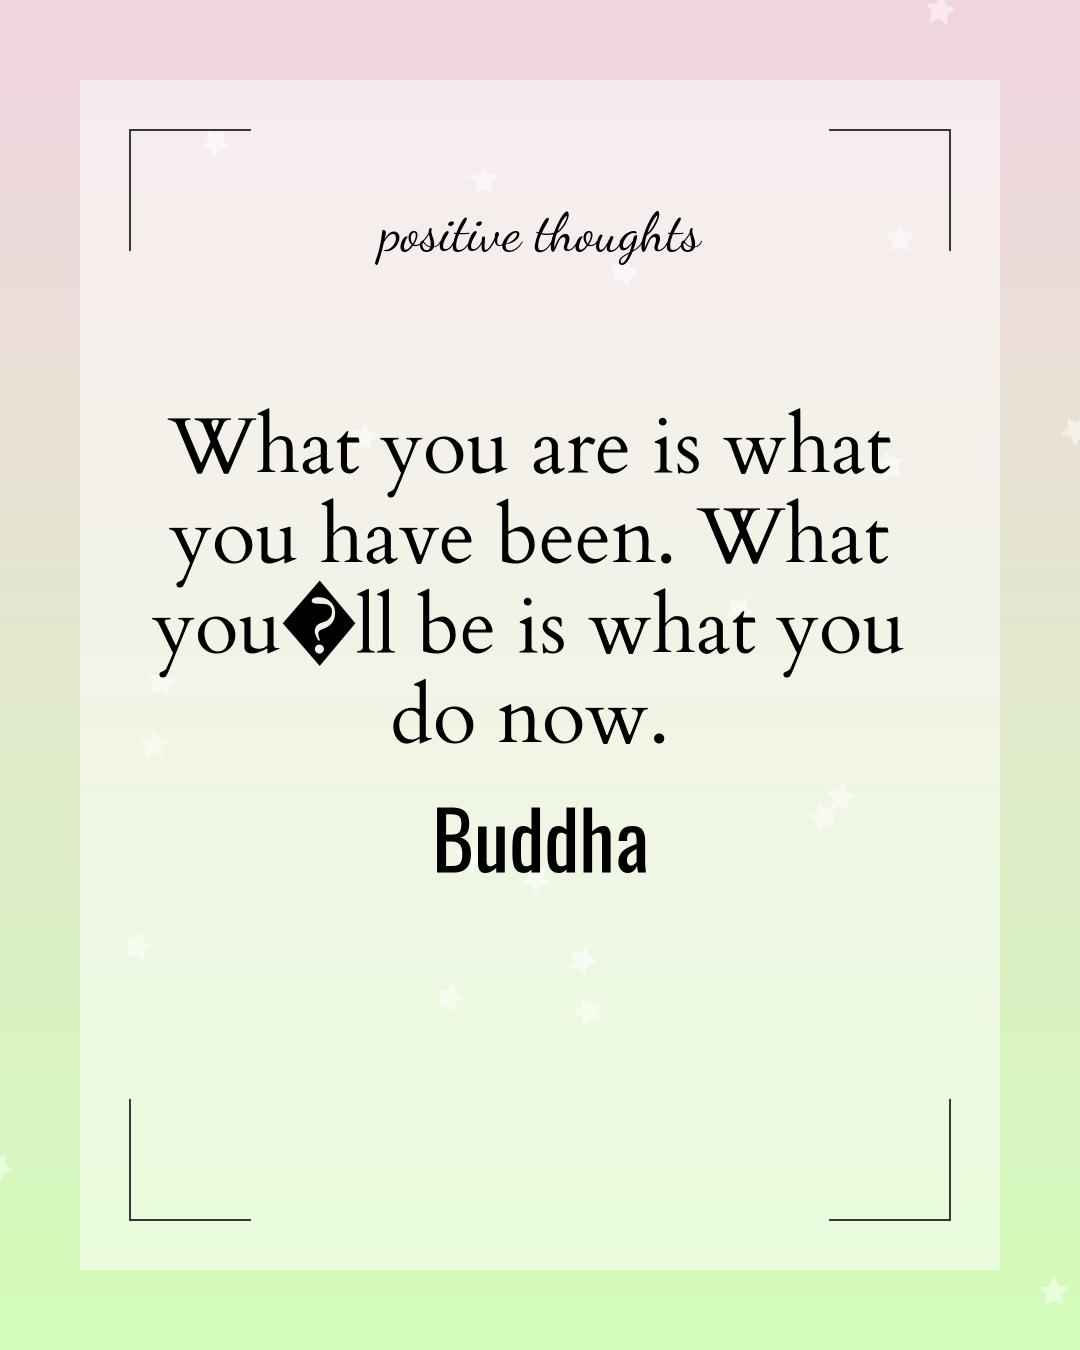 positive thoughts
What you are is what
you have been. What
you�ll be is what you
do now.
Buddha